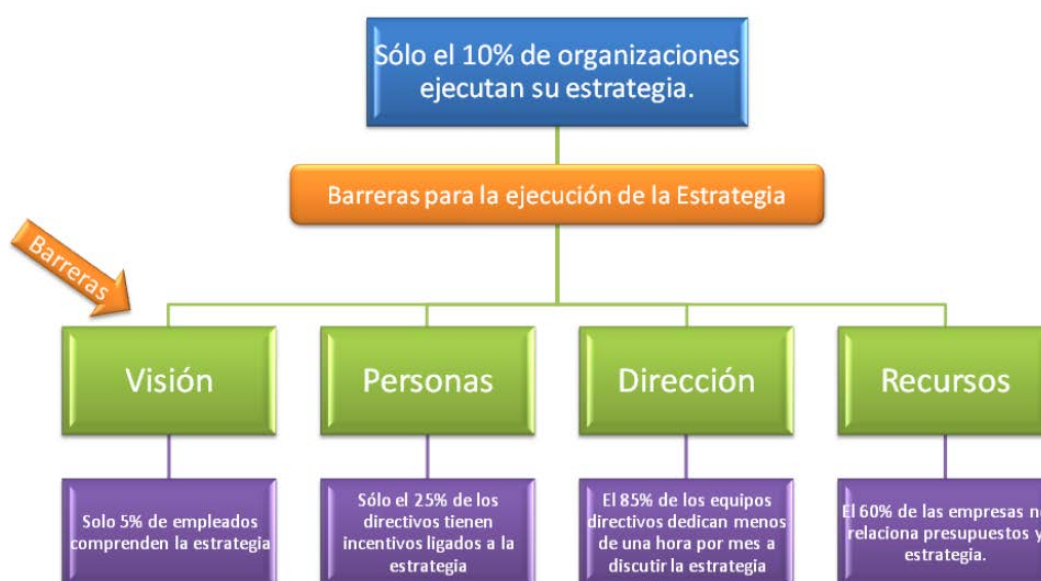 Sólo el 10% de organizaciones
ejecutan su estrategia.
Barreras para la ejecución de la Estrategia
Barreras
Visión
Personas
Dirección
Recursos
Solo 5% de empleados
comprenden la estrategia
Sólo el 25% de los
directivos tienen
incentivos ligados a la
estrategia
El 85% de los equipos
directivos dedican menos
de una hora por mes a
discutir la estrategia
El 60% de las empresas no
relaciona presupuestos y
estrategia.